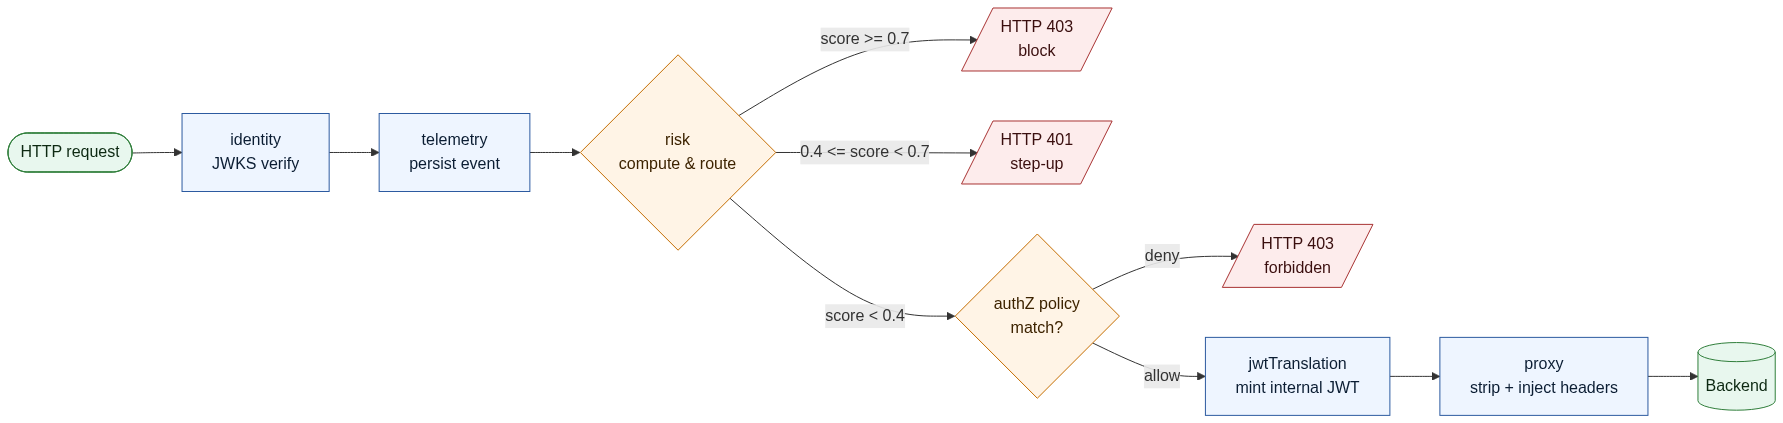 HTTP request
identity
JWKS verify
telemetry
persist event
risk
compute & route
score >= 0.7
HTTP 403
block
0.4 <= score < 0.7
HTTP 401
step-up
score < 0.4
authZ policy
match?
deny
HTTP 403
forbidden
allow
jwtTranslation
mint internal JWT
proxy
strip + inject headers
Backend